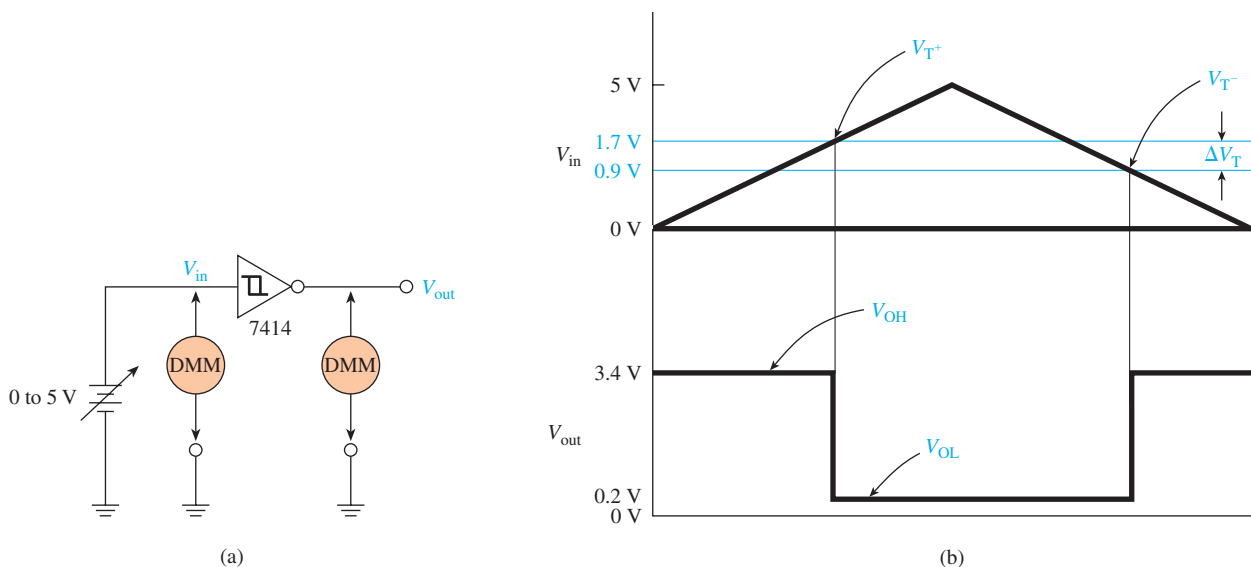 V_in
V_out
7414
DMM
DMM
0 to 5 V
(a)
V_T+
V_T−
5 V
1.7 V
V_in
ΔV_T
0.9 V
0 V
V_OH
3.4 V
V_out
V_OL
0.2 V
0 V
(b)